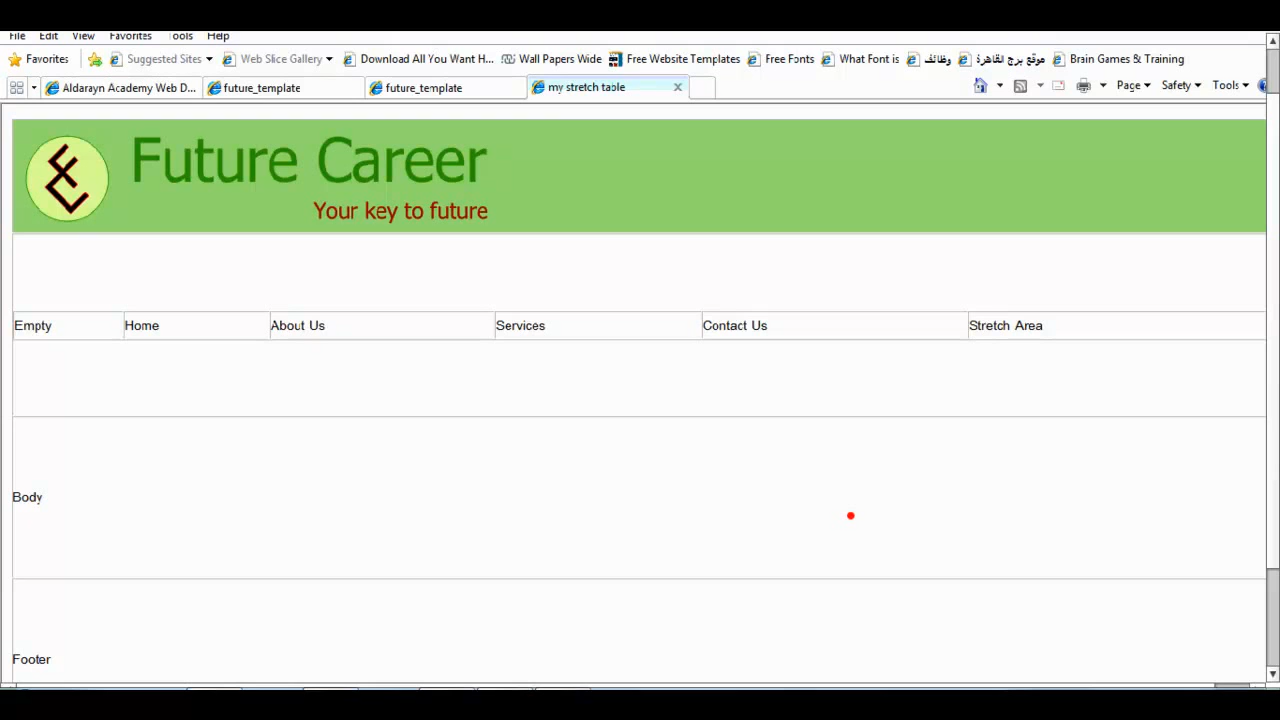 File Edit View Favorites Tools Help
Favorites Suggested Sites Web Slice Gallery Download All You Want H... Wall Papers Wide Free Website Templates Free Fonts What Font is وظائف موقع برج القاهرة Brain Games & Training
Aldarayn Academy Web D... future_template future_template my stretch table Page Safety Tools
Future Career
Your key to future
Empty Home About Us Services Contact Us Stretch Area
Body
Footer